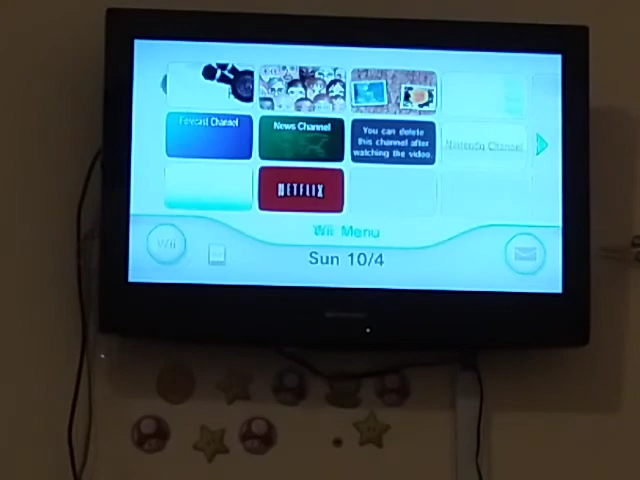 Forecast Channel
News Channel
You can delete
this channel after
watching the video.
Nintendo Channel
NETFLIX
Wii Menu
Wii
Sun 10/4